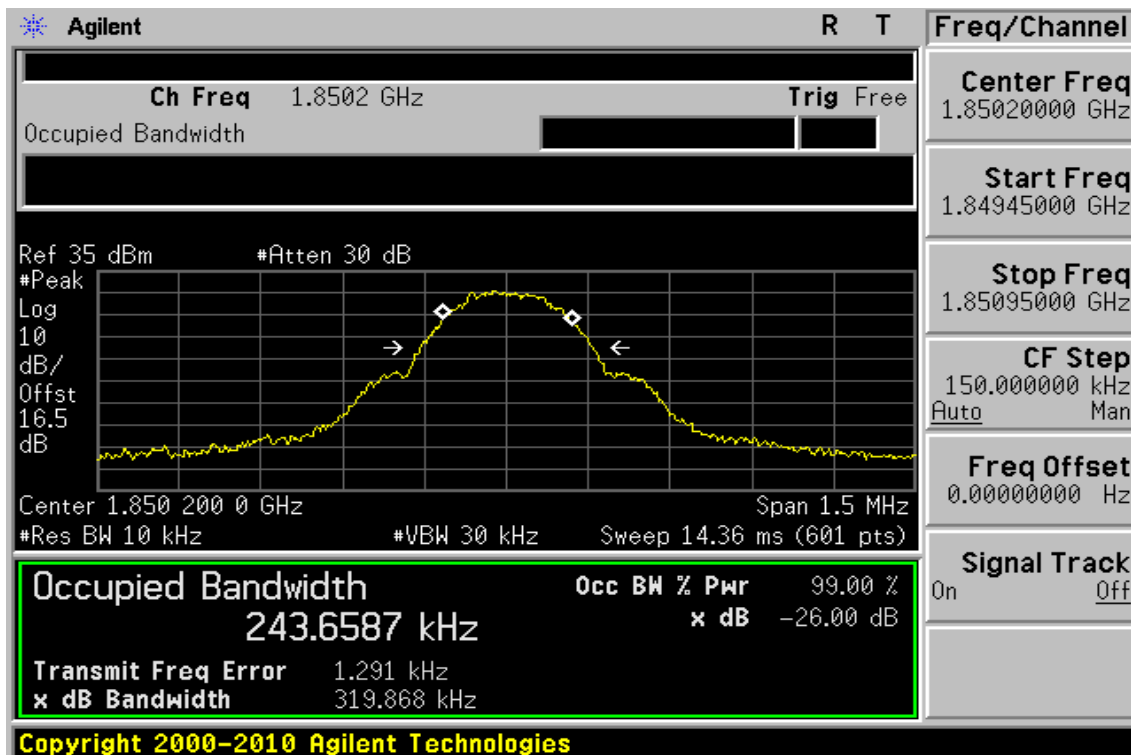 Agilent R T
Ch Freq 1.8502 GHz Trig Free
Occupied Bandwidth
Ref 35 dBm #Atten 30 dB
#Peak
Log
10
dB/
Offst
16.5
dB
Center 1.850 200 0 GHz Span 1.5 MHz
#Res BW 10 kHz #VBW 30 kHz Sweep 14.36 ms (601 pts)
Occupied Bandwidth
243.6587 kHz
Occ BW % Pwr 99.00 %
x dB -26.00 dB
Transmit Freq Error 1.291 kHz
x dB Bandwidth 319.868 kHz
Copyright 2000-2010 Agilent Technologies
Freq/Channel
Center Freq
1.85020000 GHz
Start Freq
1.84945000 GHz
Stop Freq
1.85095000 GHz
CF Step
150.000000 kHz
Auto Man
Freq Offset
0.00000000 Hz
Signal Track
On Off